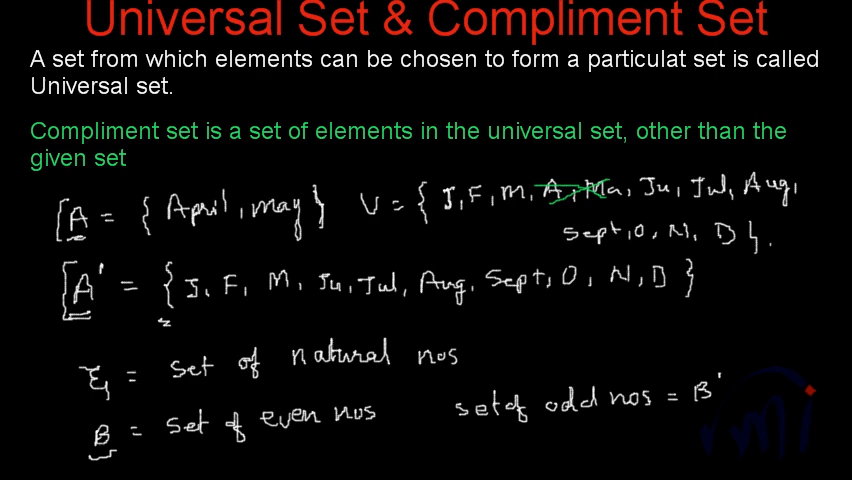 Universal Set & Compliment Set
A set from which elements can be chosen to form a particulat set is called
Universal set.
Compliment set is a set of elements in the universal set, other than the
given set
[A = { April, may} U = { J, F, M, A, Ma, Ju, Jul, Aug,
Sept, O, N, D }.
[A' = { J, F, M, Ju, Jul, Aug, Sept, O, N, D }
ξ = set of natural nos
B = set of even nos set of odd nos = B'
vmi